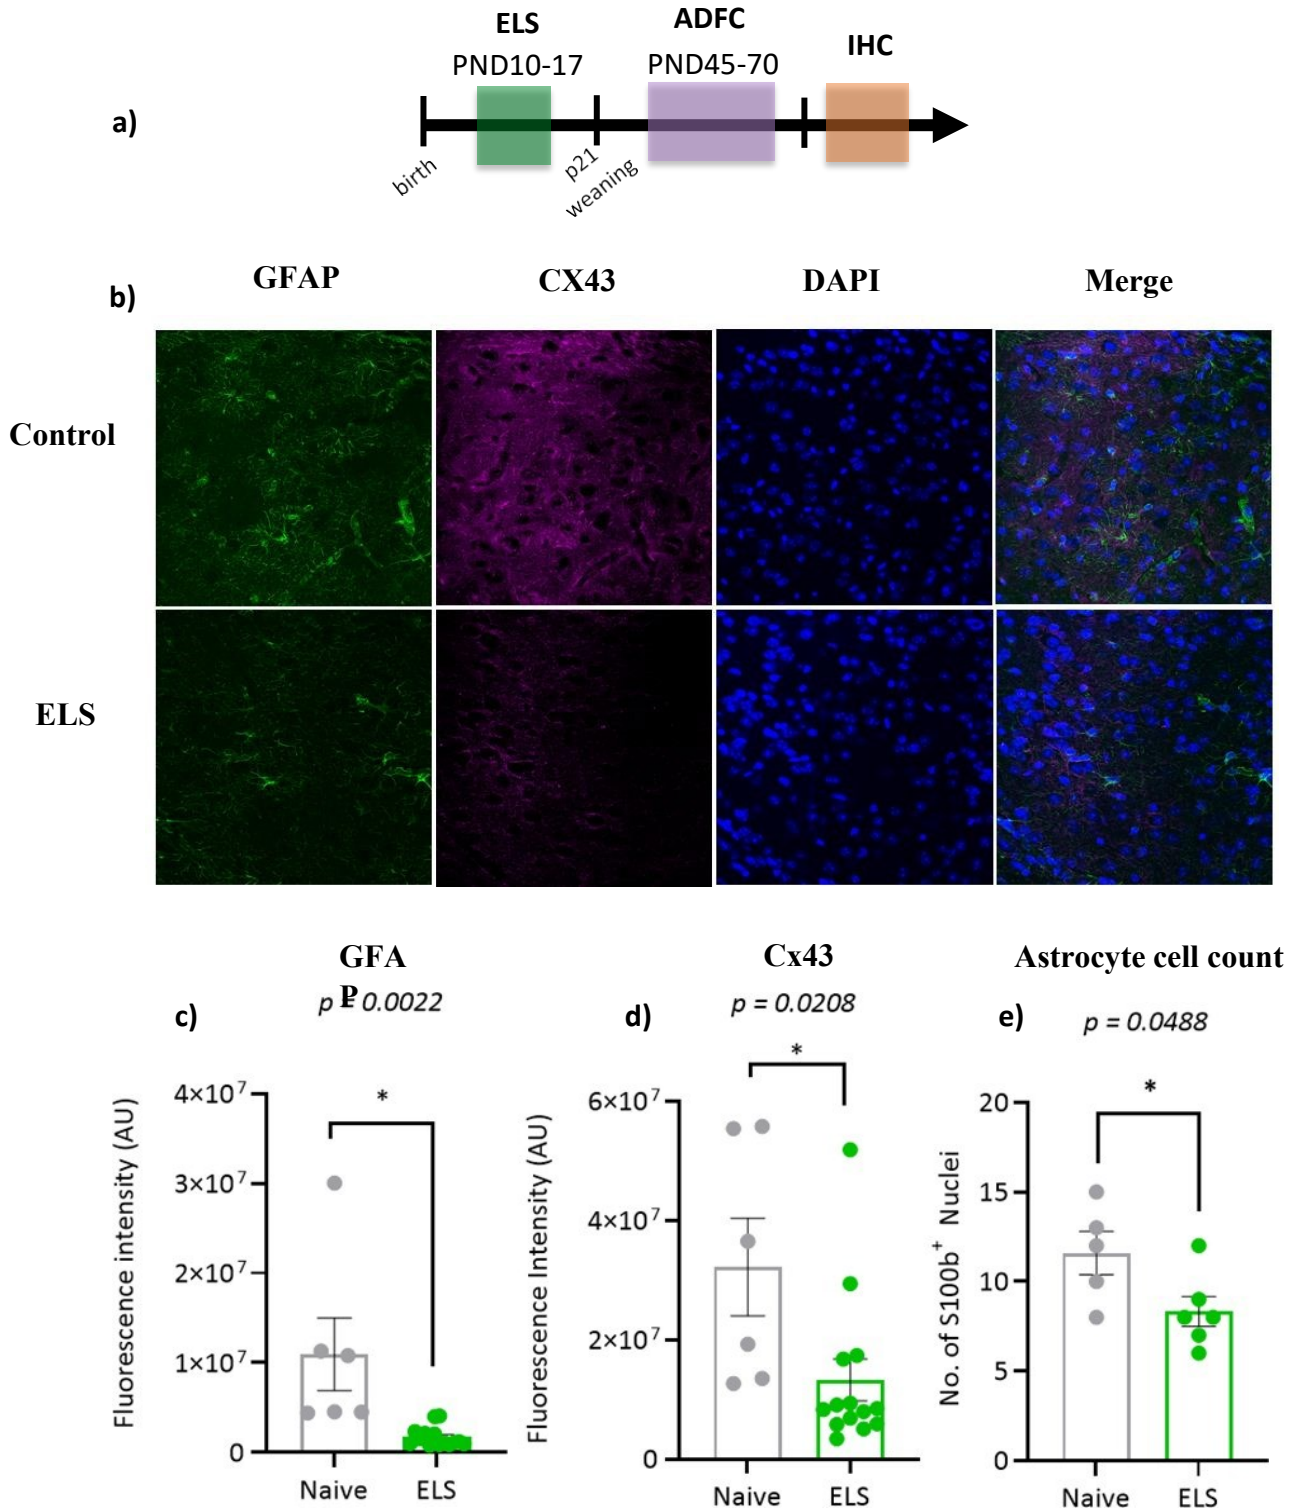 ELS
ADFC
IHC
PND10-17
PND45-70
a)
birth
p21
weaning
b)
GFAP
CX43
DAPI
Merge
Control
ELS
GFA
P
p = 0.0022
c)
*
Fluorescence intensity (AU)
4×10⁷
3×10⁷
2×10⁷
1×10⁷
0
Naive
ELS
Cx43
p = 0.0208
d)
*
Fluorescence Intensity (AU)
6×10⁷
4×10⁷
2×10⁷
0
Naive
ELS
Astrocyte cell count
p = 0.0488
e)
*
No. of S100b⁺ Nuclei
20
15
10
5
0
Naive
ELS